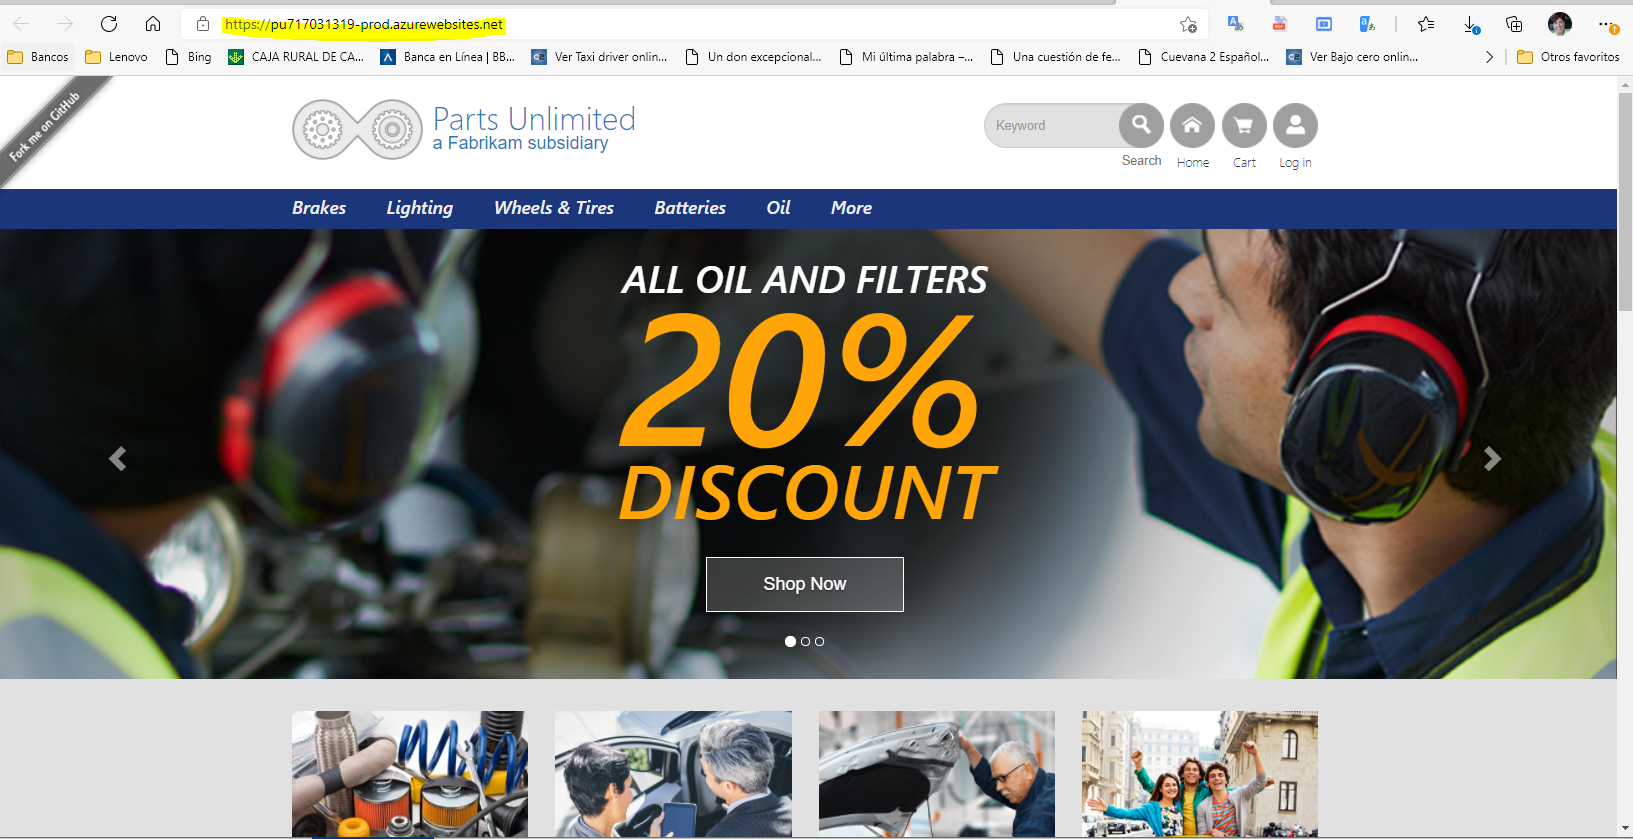 https://pu717031319-prod.azurewebsites.net
Bancos Lenovo Bing CAJA RURAL DE CA... Banca en Línea | BB... Ver Taxi driver onlin... Un don excepcional... Mi última palabra –... Una cuestión de fe... Cuevana 2 Español... Ver Bajo cero onlin... Otros favoritos
Fork me on GitHub
Parts Unlimited
a Fabrikam subsidiary
Keyword
Search Home Cart Log in
Brakes Lighting Wheels & Tires Batteries Oil More
ALL OIL AND FILTERS
20%
DISCOUNT
Shop Now